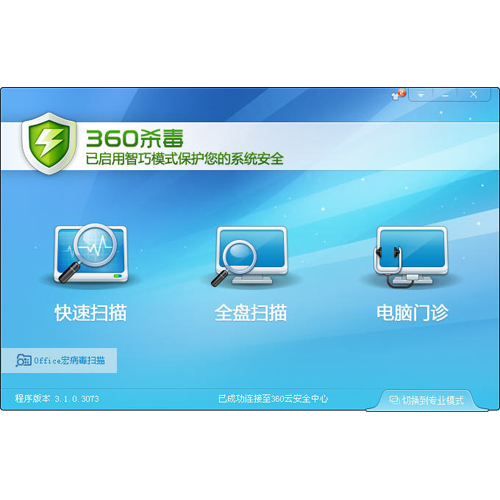 360杀毒
已启用智巧模式保护您的系统安全
快速扫描
全盘扫描
电脑门诊
Office宏病毒扫描
程序版本 3.1.0.3073
已成功连接至360云安全中心
切换到专业模式